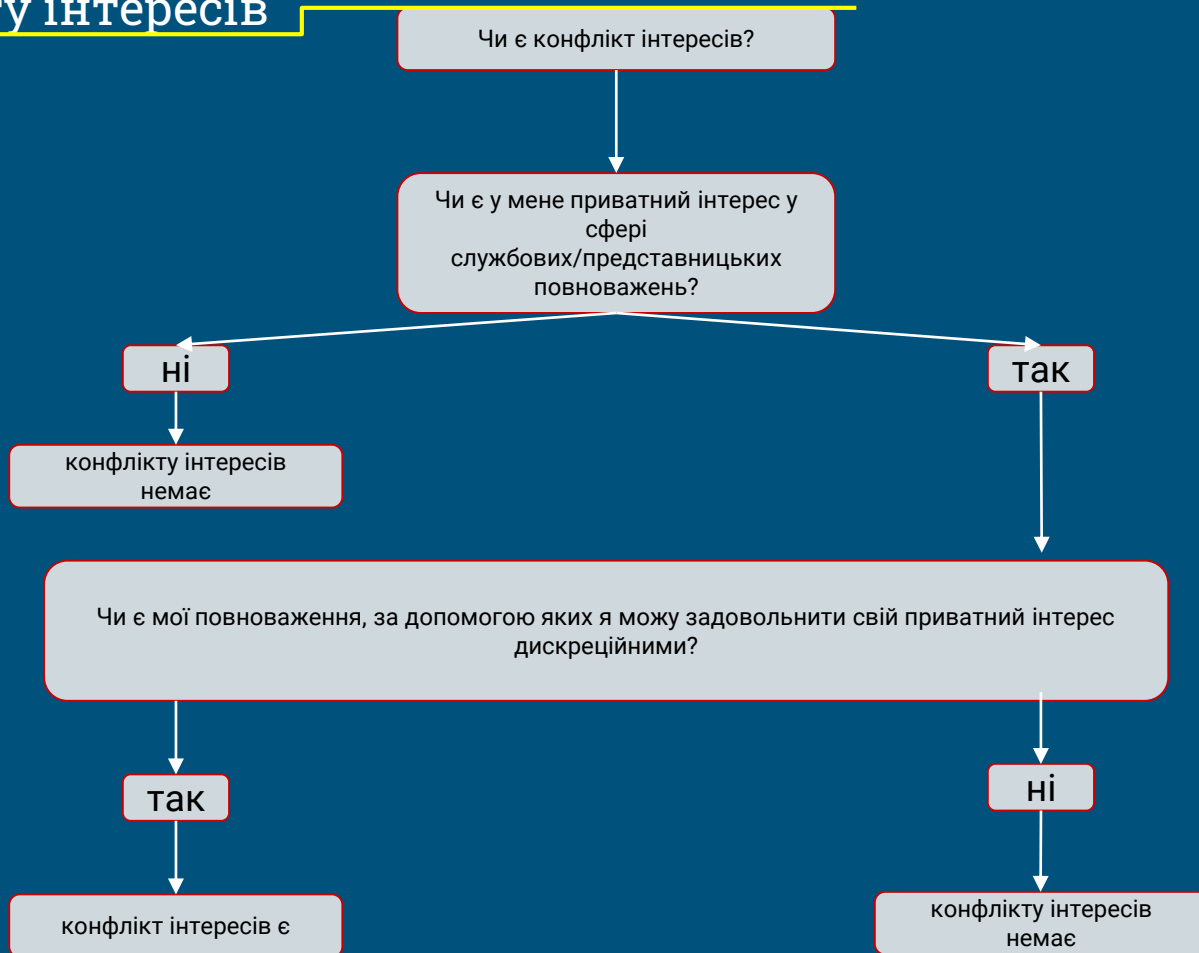 ту інтересів
Чи є конфлікт інтересів?
Чи є у мене приватний інтерес у
сфері
службових/представницьких
повноважень?
ні
так
конфлікту інтересів
немає
Чи є мої повноваження, за допомогою яких я можу задовольнити свій приватний інтерес
дискреційними?
так
ні
конфлікт інтересів є
конфлікту інтересів
немає